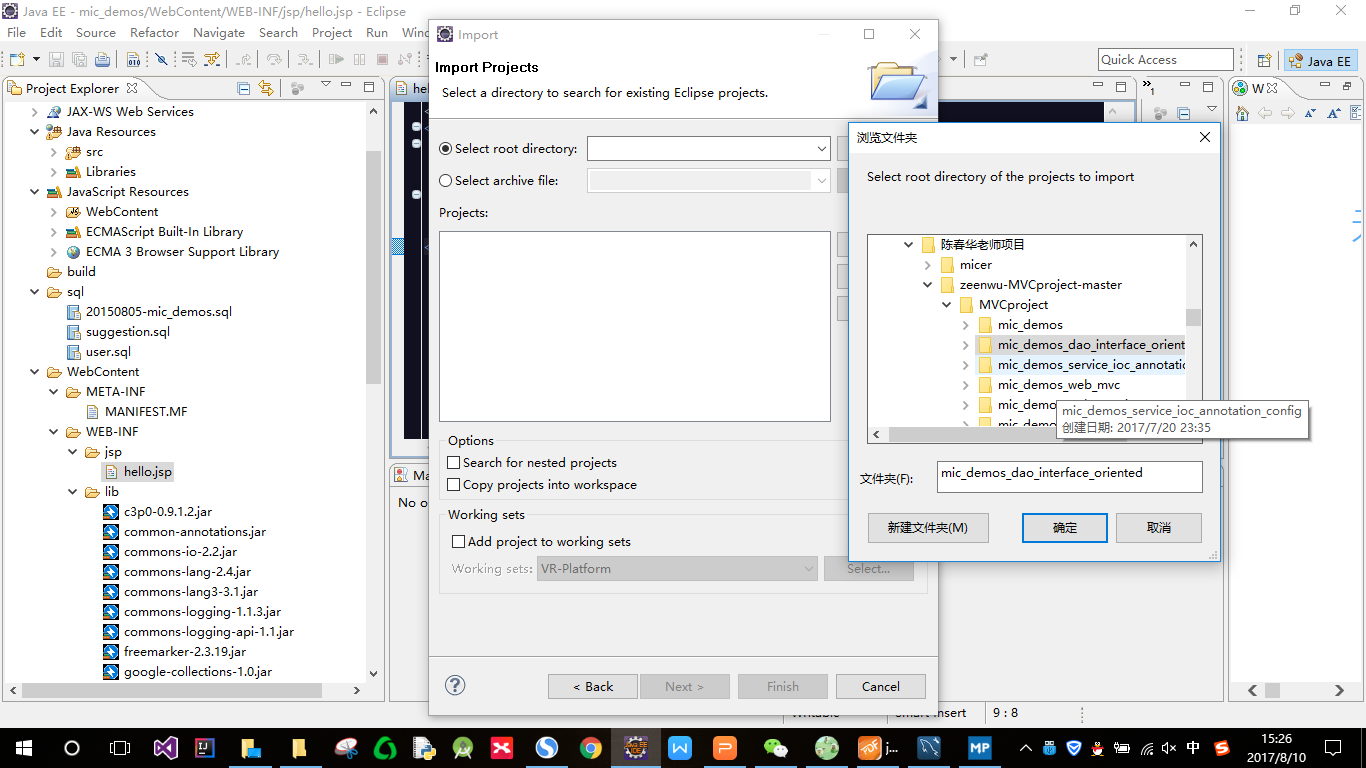 Java EE - mic_demos/WebContent/WEB-INF/jsp/hello.jsp - Eclipse
File Edit Source Refactor Navigate Search Project Run
Quick Access
Java EE
Project Explorer
JAX-WS Web Services
Java Resources
src
Libraries
JavaScript Resources
WebContent
ECMAScript Built-In Library
ECMA 3 Browser Support Library
build
sql
20150805-mic_demos.sql
suggestion.sql
user.sql
WebContent
META-INF
MANIFEST.MF
WEB-INF
jsp
hello.jsp
lib
c3p0-0.9.1.2.jar
common-annotations.jar
commons-io-2.2.jar
commons-lang-2.4.jar
commons-lang3-3.1.jar
commons-logging-1.1.3.jar
commons-logging-api-1.1.jar
freemarker-2.3.19.jar
google-collections-1.0.jar
Import
Import Projects
Select a directory to search for existing Eclipse projects.
Select root directory:
Select archive file:
Projects:
Options
Search for nested projects
Copy projects into workspace
Working sets
Add project to working sets
Working sets: VR-Platform Select...
< Back Next > Finish Cancel
浏览文件夹
Select root directory of the projects to import
陈春华老师项目
micer
zeenwu-MVCproject-master
MVCproject
mic_demos
mic_demos_dao_interface_orient
mic_demos_service_ioc_annotatio
mic_demos_web_mvc
mic_demos_service_ioc_annotation_config
创建日期: 2017/7/20 23:35
文件夹(F): mic_demos_dao_interface_oriented
新建文件夹(M) 确定 取消
Smart Insert
9 : 8
中
15:26
2017/8/10